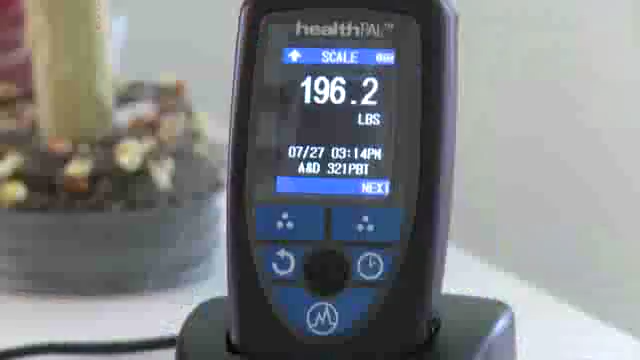 healthPAL™
SCALE
196.2
LBS
07/27 03:14PM
A&D 321PBT
NEXT